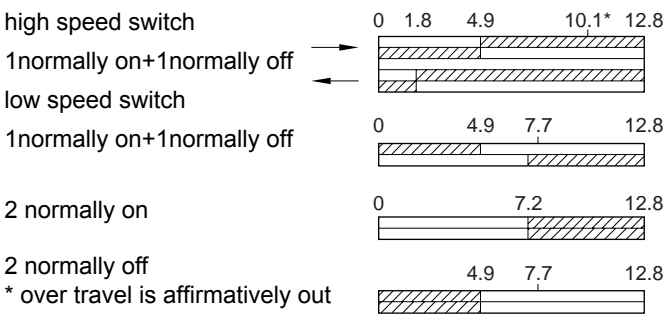 high speed switch
0 1.8 4.9 10.1* 12.8
1normally on+1normally off
low speed switch
0 4.9 7.7 12.8
1normally on+1normally off
0 7.2 12.8
2 normally on
2 normally off
4.9 7.7 12.8
* over travel is affirmatively out